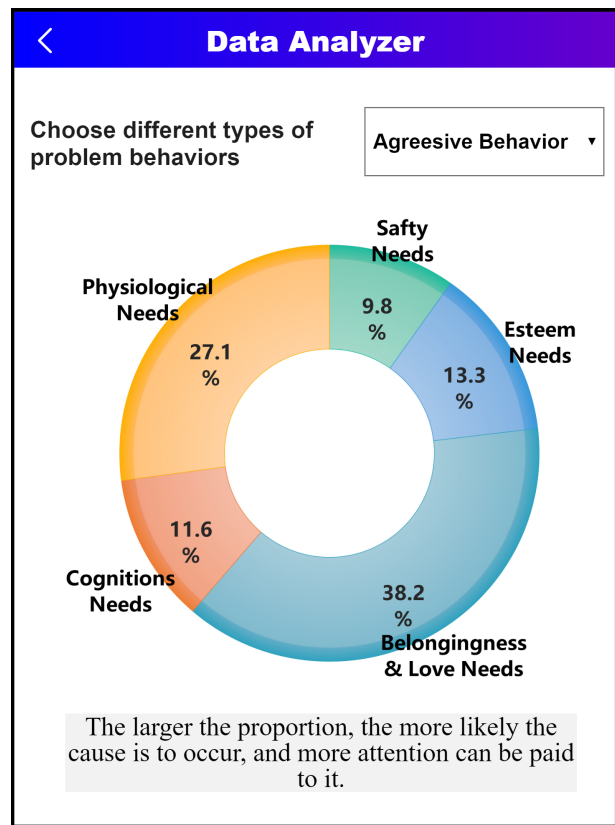 Data Analyzer
Choose different types of
problem behaviors
Agreesive Behavior
Safty
Needs
Physiological
Needs
9.8
%
Esteem
Needs
27.1
%
13.3
%
11.6
%
Cognitions
Needs
38.2
%
Belongingness
& Love Needs
The larger the proportion, the more likely the
cause is to occur, and more attention can be paid
to it.